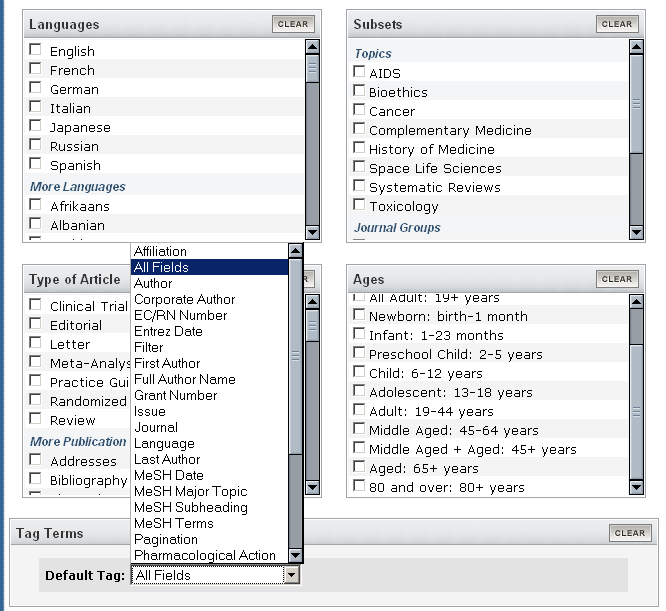 Languages CLEAR
English
French
German
Italian
Japanese
Russian
Spanish
More Languages
Afrikaans
Albanian
Subsets CLEAR
Topics
AIDS
Bioethics
Cancer
Complementary Medicine
History of Medicine
Space Life Sciences
Systematic Reviews
Toxicology
Journal Groups
Type of Article
Clinical Trial
Editorial
Letter
Meta-Analys
Practice Gui
Randomized
Review
More Publication
Addresses
Bibliography
Affiliation
All Fields
Author
Corporate Author
EC/RN Number
Entrez Date
Filter
First Author
Full Author Name
Grant Number
Issue
Journal
Language
Last Author
MeSH Date
MeSH Major Topic
MeSH Subheading
MeSH Terms
Pagination
Pharmacological Action
Ages CLEAR
All Adult: 19+ years
Newborn: birth-1 month
Infant: 1-23 months
Preschool Child: 2-5 years
Child: 6-12 years
Adolescent: 13-18 years
Adult: 19-44 years
Middle Aged: 45-64 years
Middle Aged + Aged: 45+ years
Aged: 65+ years
80 and over: 80+ years
Tag Terms CLEAR
Default Tag: All Fields